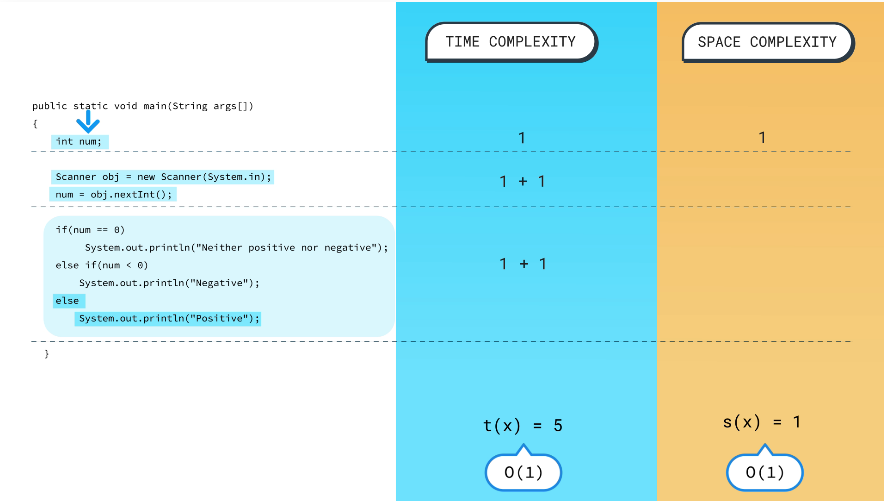 TIME COMPLEXITY
SPACE COMPLEXITY
public static void main(String args[])
{
int num;
1
1
Scanner obj = new Scanner(System.in);
num = obj.nextInt();
1 + 1
if(num == 0)
System.out.println("Neither positive nor negative");
else if(num < 0)
System.out.println("Negative");
else
System.out.println("Positive");
1 + 1
}
t(x) = 5
s(x) = 1
O(1)
O(1)